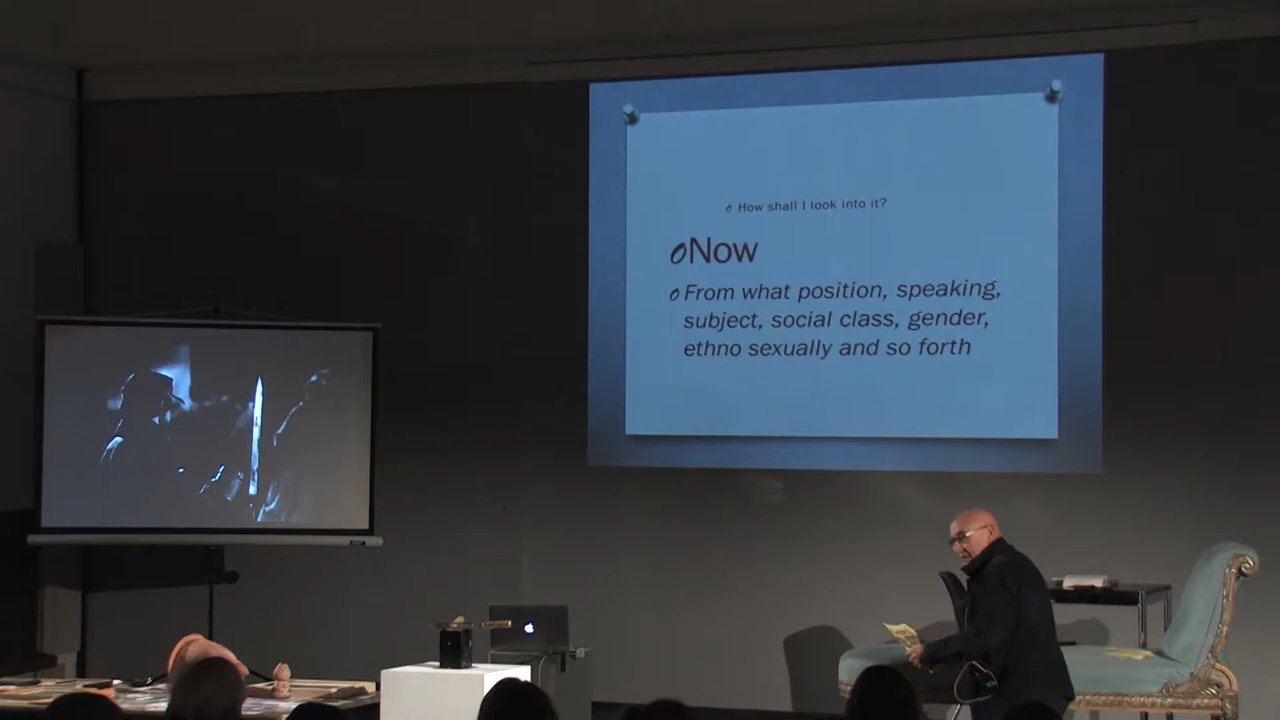 How shall I look into it?
Now
From what position, speaking,
subject, social class, gender,
ethno sexually and so forth